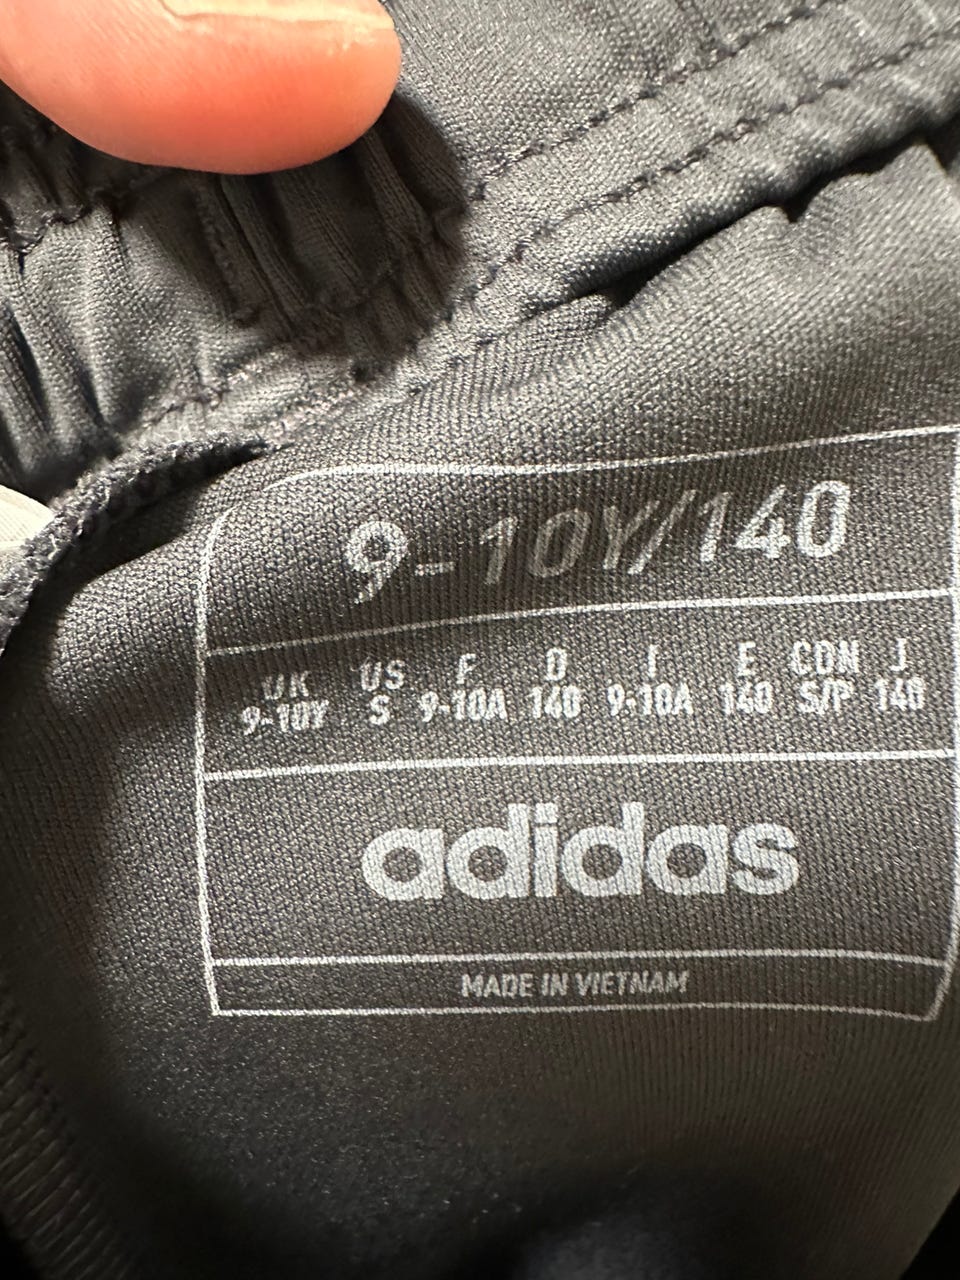 9-10Y/140
UK US F D I E CDN J
9-10Y S 9-10A 140 9-10A 140 S/P 140
adidas
MADE IN VIETNAM